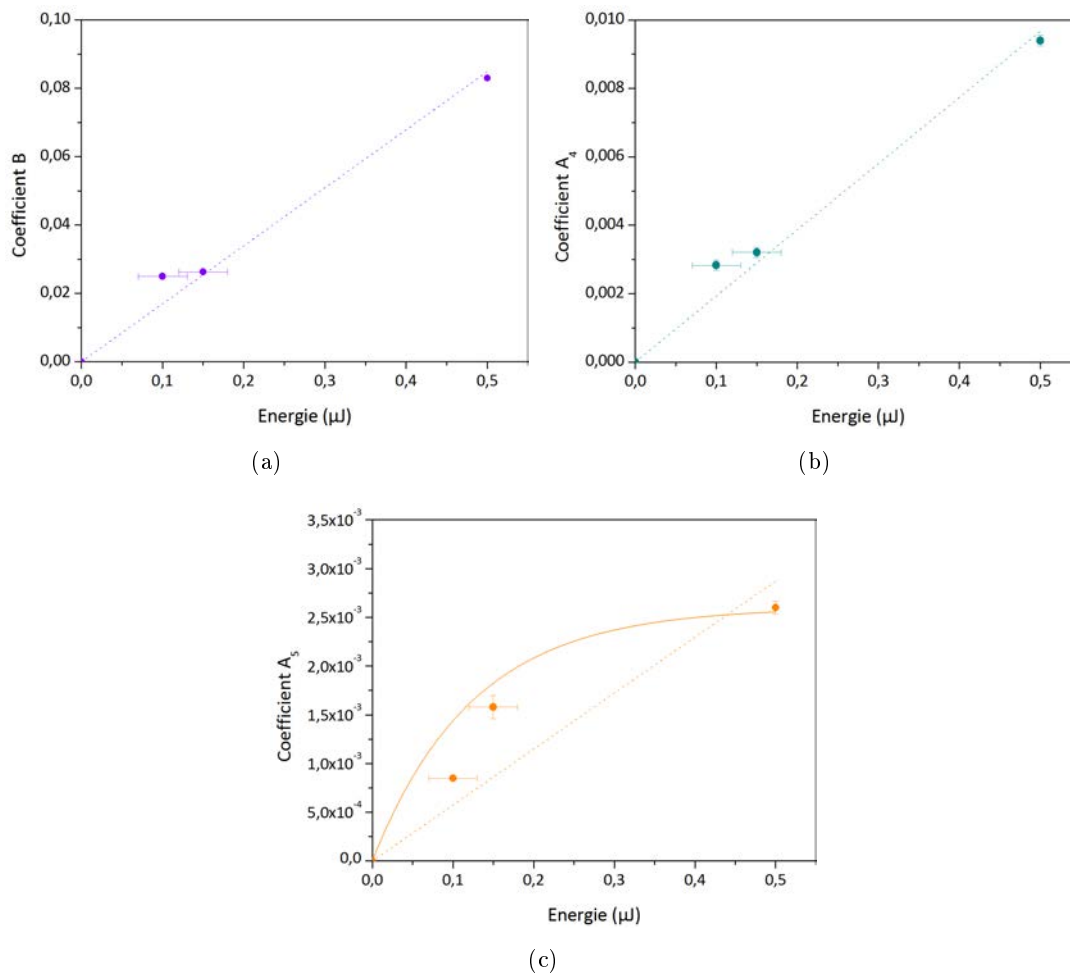 0,10
0,08
0,06
0,04
0,02
0,00
Coefficient B
0,0 0,1 0,2 0,3 0,4 0,5
Energie (µJ)
(a)
0,010
0,008
0,006
0,004
0,002
0,000
Coefficient A₄
0,0 0,1 0,2 0,3 0,4 0,5
Energie (µJ)
(b)
3,5x10⁻³
3,0x10⁻³
2,5x10⁻³
2,0x10⁻³
1,5x10⁻³
1,0x10⁻³
5,0x10⁻⁴
0,0
Coefficient A₅
0,0 0,1 0,2 0,3 0,4 0,5
Energie (µJ)
(c)